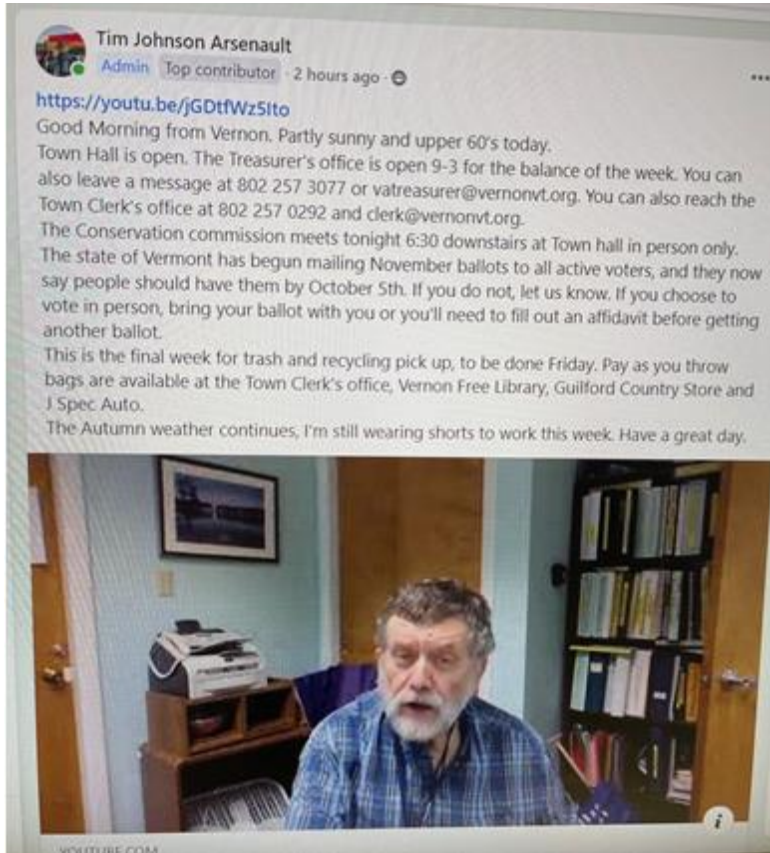 Tim Johnson Arsenault
Admin Top contributor · 2 hours ago ·
https://youtu.be/jGDtfWz5Ito
Good Morning from Vernon. Partly sunny and upper 60's today.
Town Hall is open. The Treasurer's office is open 9-3 for the balance of the week. You can
also leave a message at 802 257 3077 or vatreasurer@vernonvt.org. You can also reach the
Town Clerk's office at 802 257 0292 and clerk@vernonvt.org.
The Conservation commission meets tonight 6:30 downstairs at Town hall in person only.
The state of Vermont has begun mailing November ballots to all active voters, and they now
say people should have them by October 5th. If you do not, let us know. If you choose to
vote in person, bring your ballot with you or you'll need to fill out an affidavit before getting
another ballot.
This is the final week for trash and recycling pick up, to be done Friday. Pay as you throw
bags are available at the Town Clerk's office, Vernon Free Library, Guilford Country Store and
J Spec Auto.
The Autumn weather continues, I'm still wearing shorts to work this week. Have a great day.
i
YOUTUBE.COM